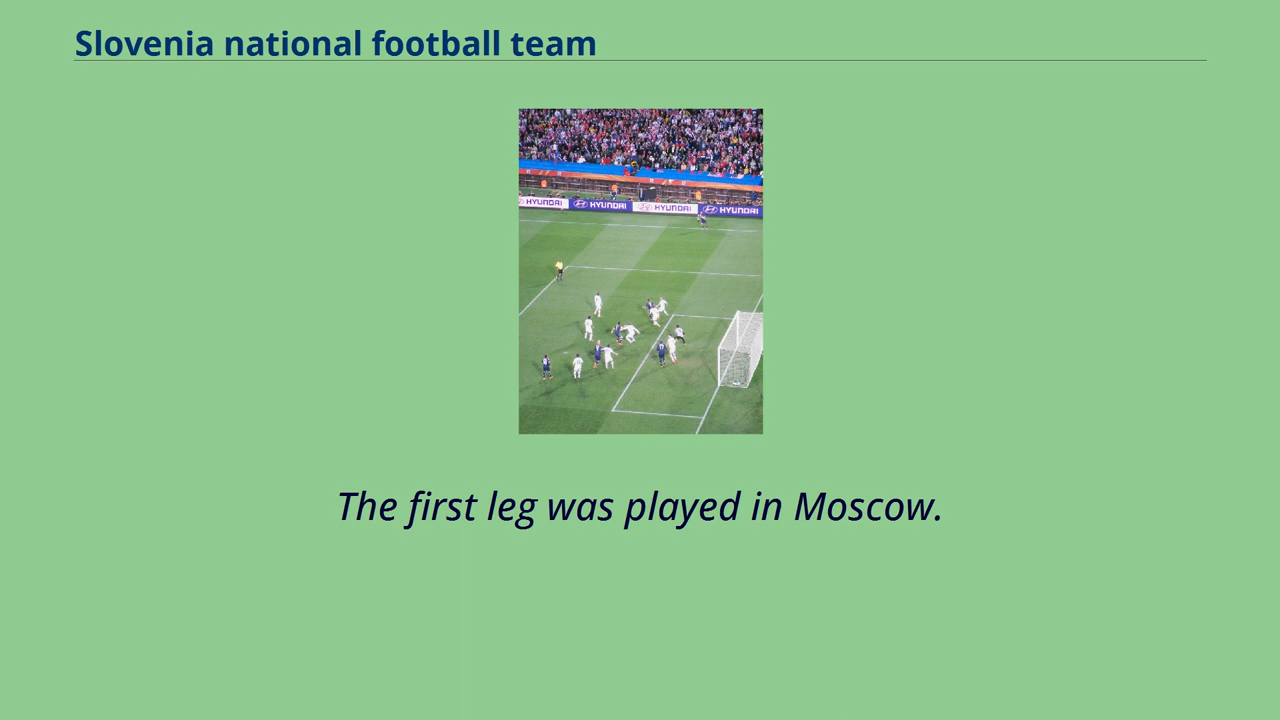 Slovenia national football team
HYUNDAI HYUNDAI HYUNDAI HYUNDAI
The first leg was played in Moscow.